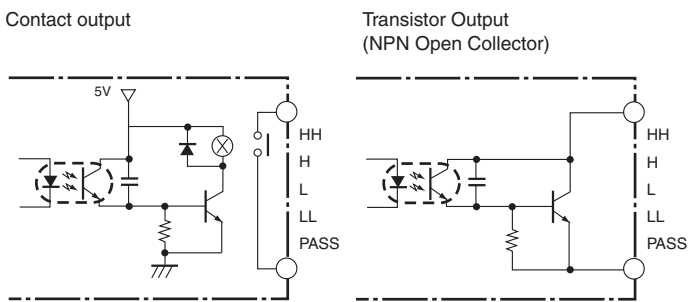 Contact output
5V
HH
H
L
LL
PASS
Transistor Output
(NPN Open Collector)
HH
H
L
LL
PASS